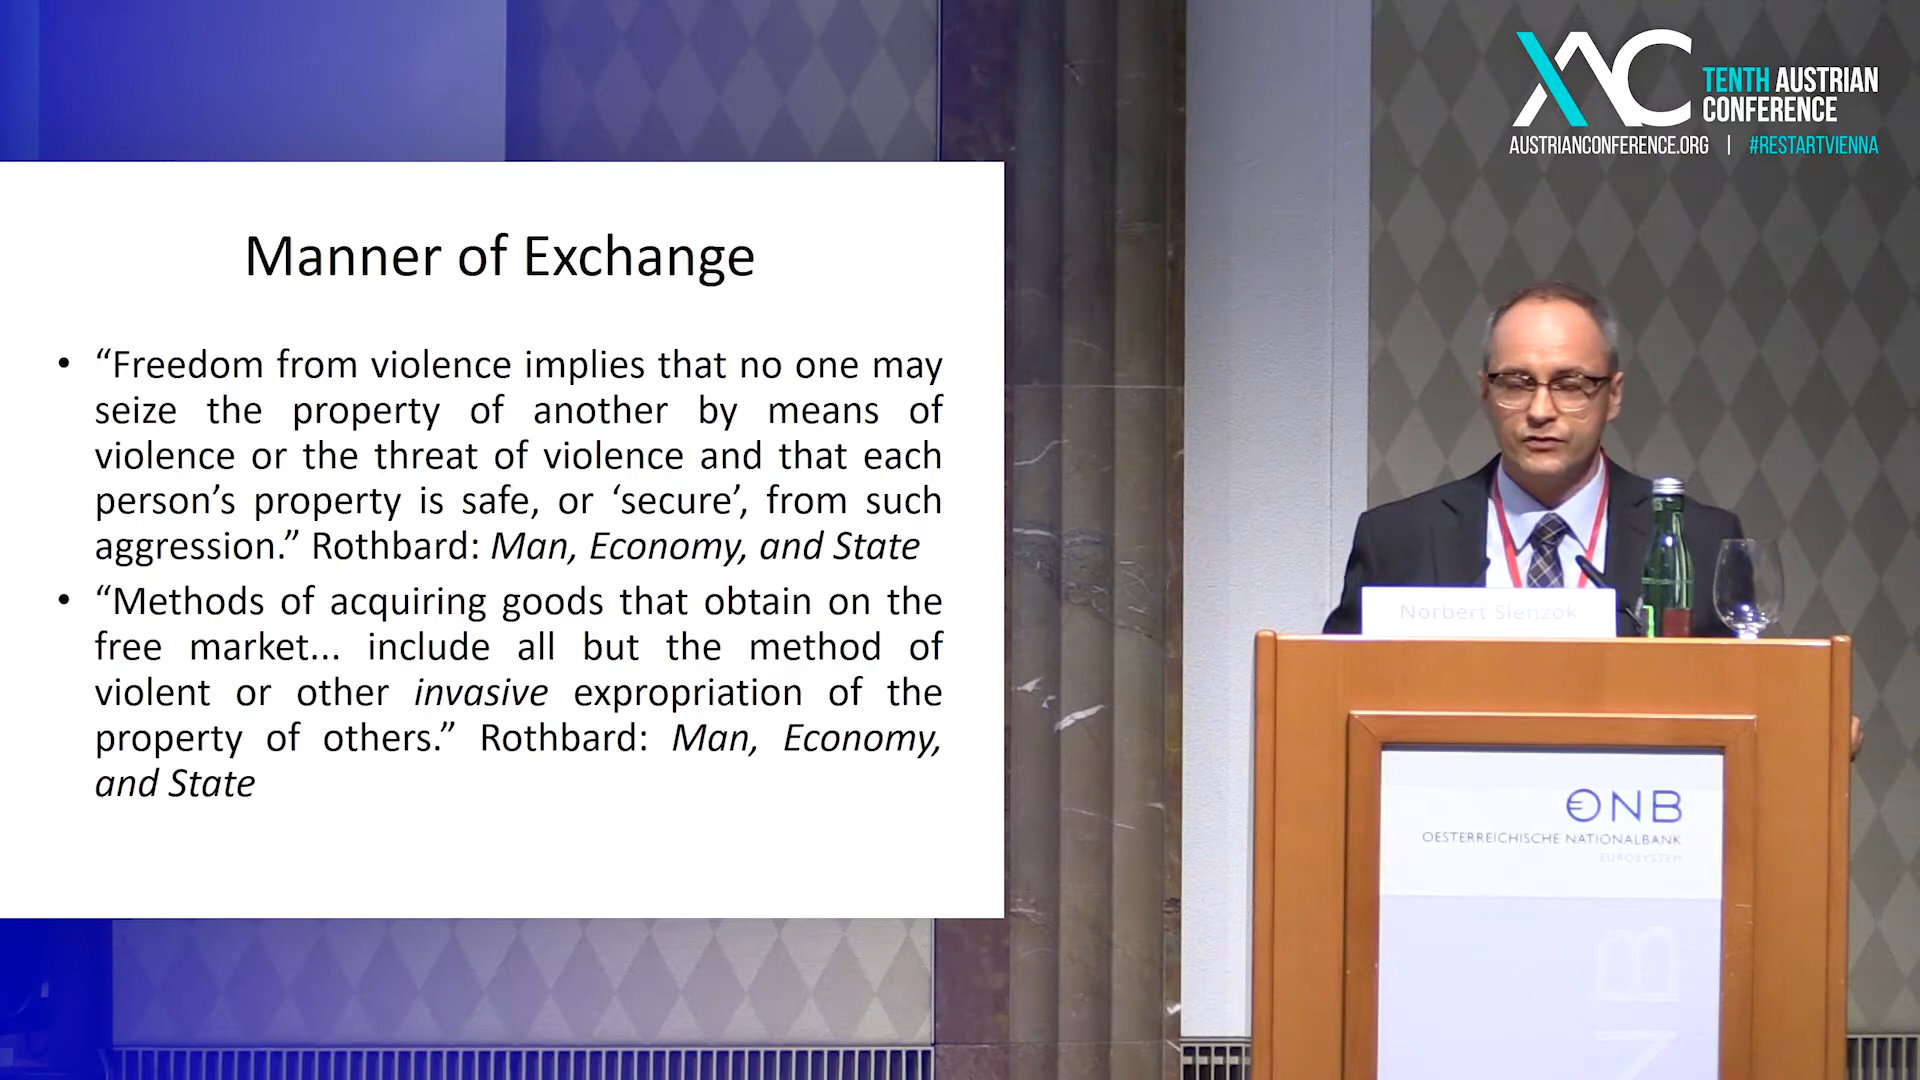 XAC
TENTH AUSTRIAN
CONFERENCE
AUSTRIANCONFERENCE.ORG | #RESTARTVIENNA
Manner of Exchange
• “Freedom from violence implies that no one may
seize the property of another by means of
violence or the threat of violence and that each
person’s property is safe, or ‘secure’, from such
aggression.” Rothbard: Man, Economy, and State
• “Methods of acquiring goods that obtain on the
free market... include all but the method of
violent or other invasive expropriation of the
property of others.” Rothbard: Man, Economy,
and State
Norbert Slenzok
ONB
OESTERREICHISCHE NATIONALBANK
EUROSYSTEM
NB